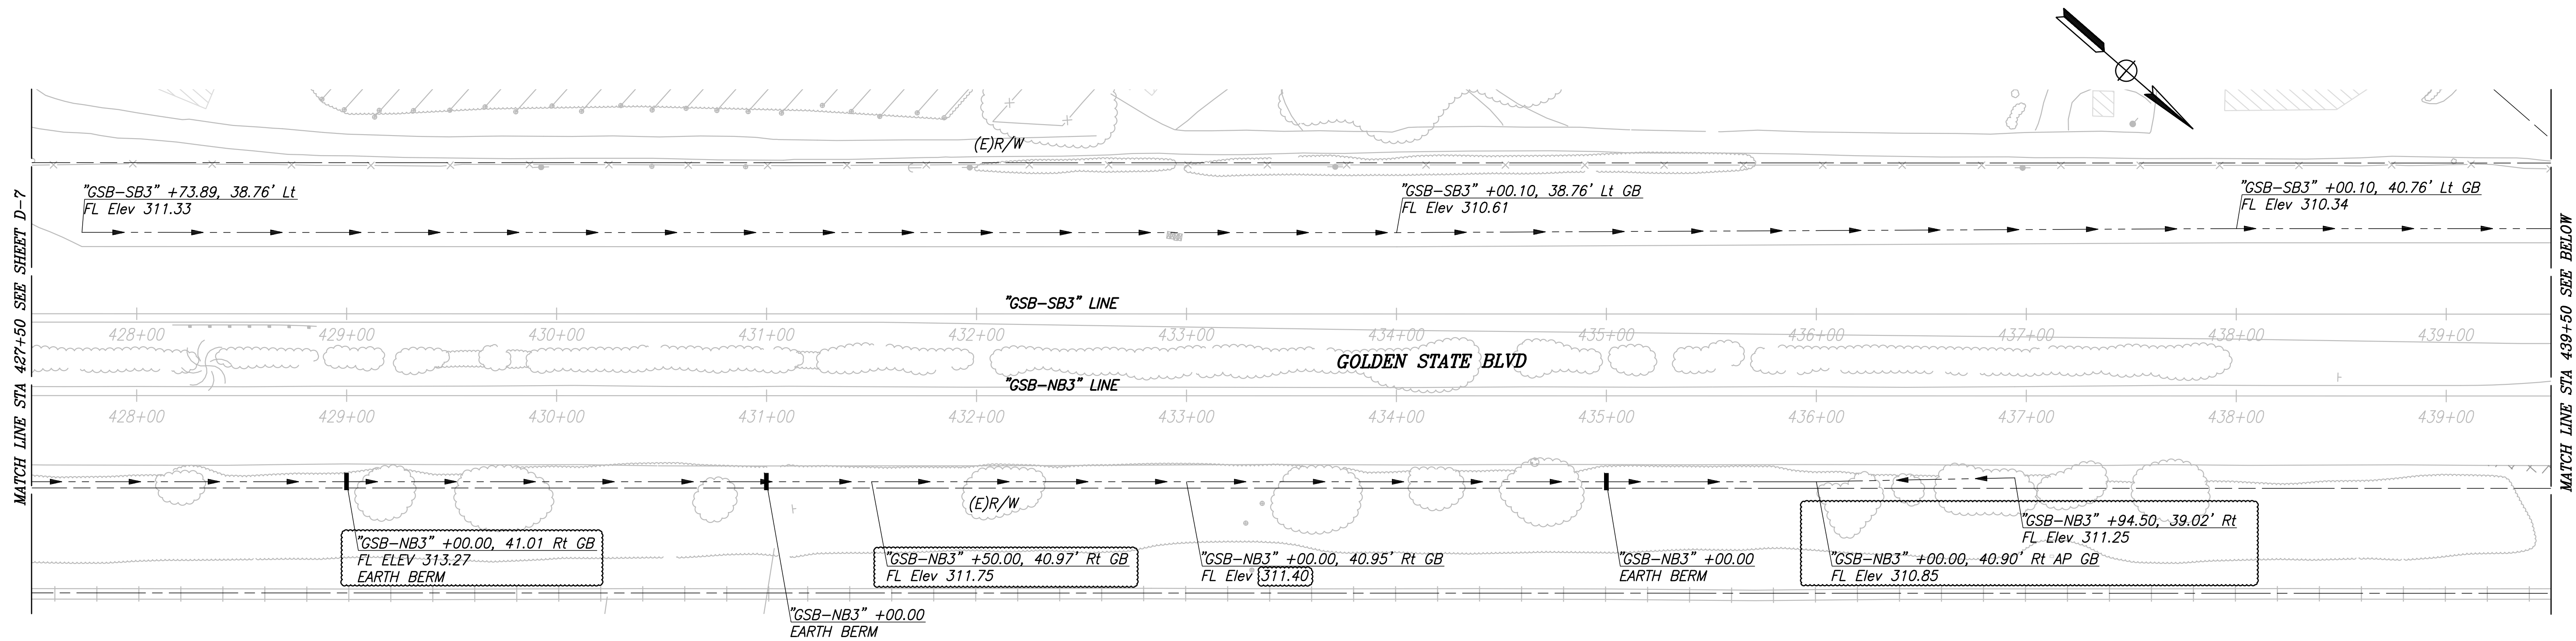 (E)R/W
"GSB-SB3" +73.89, 38.76' Lt
FL Elev 311.33
"GSB-SB3" +00.10, 38.76' Lt GB
FL Elev 310.61
"GSB-SB3" +00.10, 40.76' Lt GB
FL Elev 310.34
MATCH LINE STA 427+50 SEE SHEET D-7
MATCH LINE STA 439+50 SEE BELOW
"GSB-SB3" LINE
428+00 429+00 430+00 431+00 432+00 433+00 434+00 435+00 436+00 437+00 438+00 439+00
GOLDEN STATE BLVD
"GSB-NB3" LINE
428+00 429+00 430+00 431+00 432+00 433+00 434+00 435+00 436+00 437+00 438+00 439+00
(E)R/W
"GSB-NB3" +00.00, 41.01 Rt GB
FL ELEV 313.27
EARTH BERM
"GSB-NB3" +00.00
EARTH BERM
"GSB-NB3" +50.00, 40.97' Rt GB
FL Elev 311.75
"GSB-NB3" +00.00, 40.95' Rt GB
FL Elev 311.40
"GSB-NB3" +00.00
EARTH BERM
"GSB-NB3" +94.50, 39.02' Rt
FL Elev 311.25
"GSB-NB3" +00.00, 40.90' Rt AP GB
FL Elev 310.85